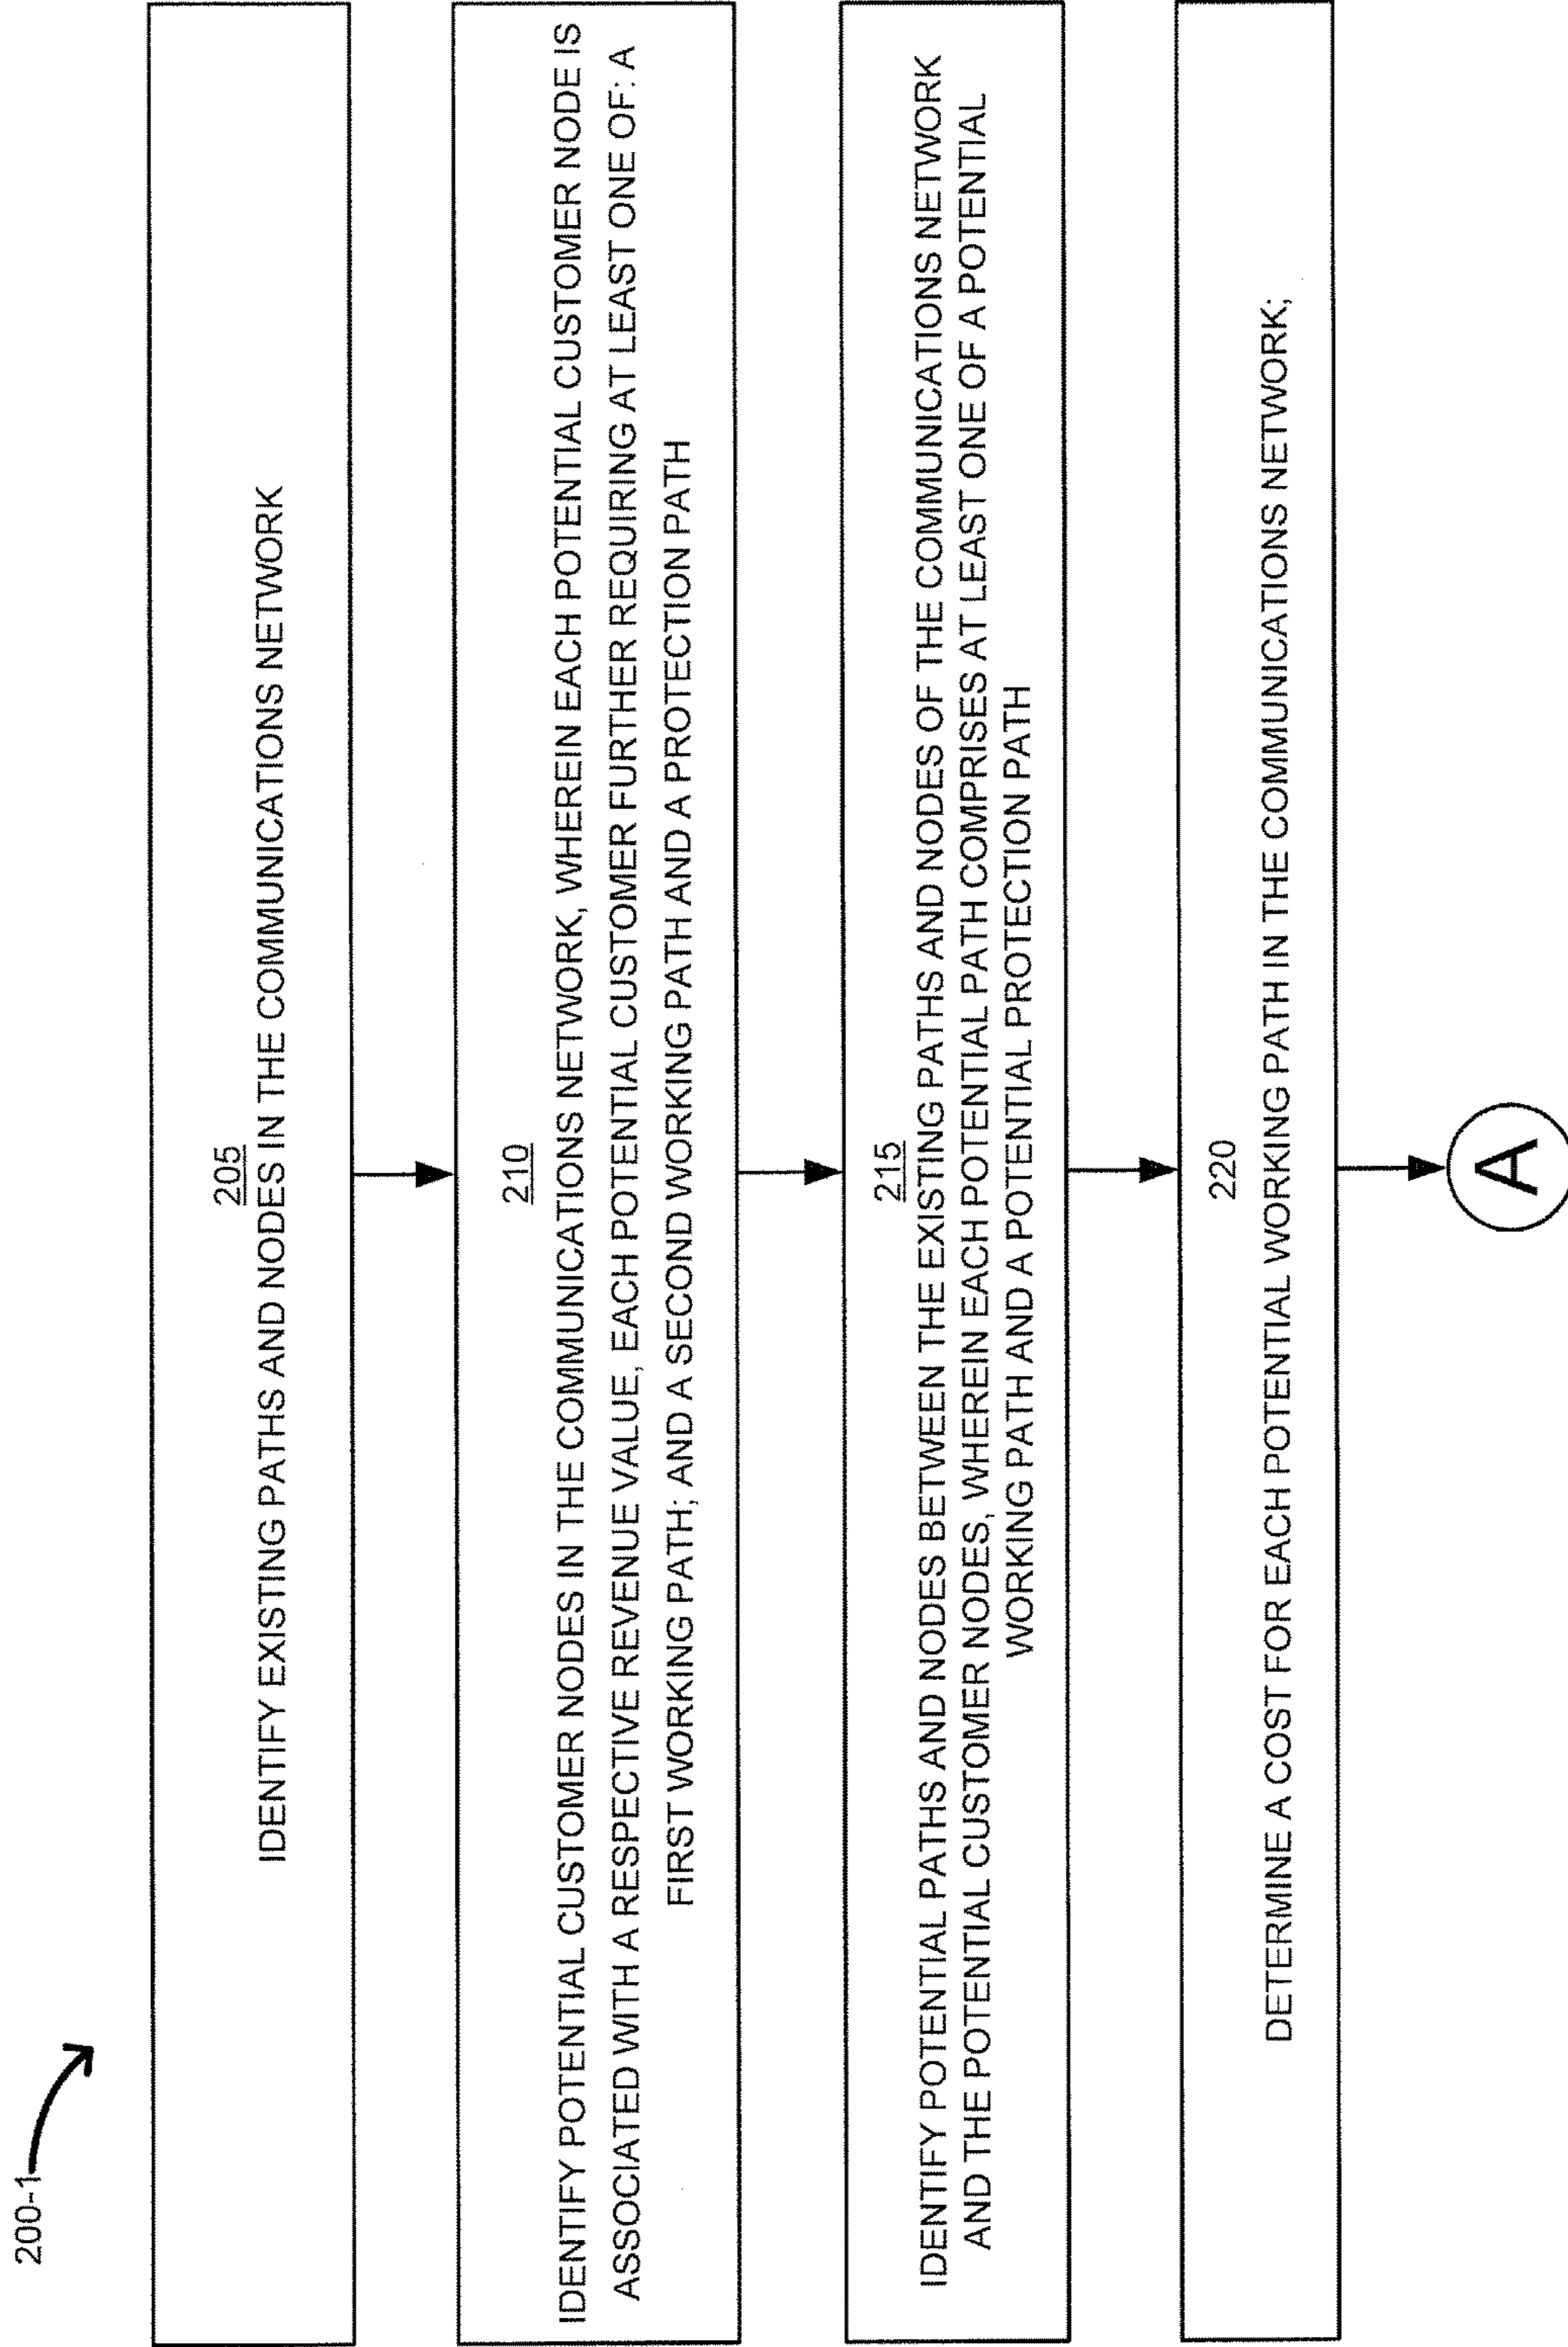 200-1
205
IDENTIFY EXISTING PATHS AND NODES IN THE COMMUNICATIONS NETWORK
210
IDENTIFY POTENTIAL CUSTOMER NODES IN THE COMMUNICATIONS NETWORK, WHEREIN EACH POTENTIAL CUSTOMER NODE IS
ASSOCIATED WITH A RESPECTIVE REVENUE VALUE, EACH POTENTIAL CUSTOMER FURTHER REQUIRING AT LEAST ONE OF: A
FIRST WORKING PATH; AND A SECOND WORKING PATH AND A PROTECTION PATH
215
IDENTIFY POTENTIAL PATHS AND NODES BETWEEN THE EXISTING PATHS AND NODES OF THE COMMUNICATIONS NETWORK
AND THE POTENTIAL CUSTOMER NODES, WHEREIN EACH POTENTIAL PATH COMPRISES AT LEAST ONE OF A POTENTIAL
WORKING PATH AND A POTENTIAL PROTECTION PATH
220
DETERMINE A COST FOR EACH POTENTIAL WORKING PATH IN THE COMMUNICATIONS NETWORK;
A